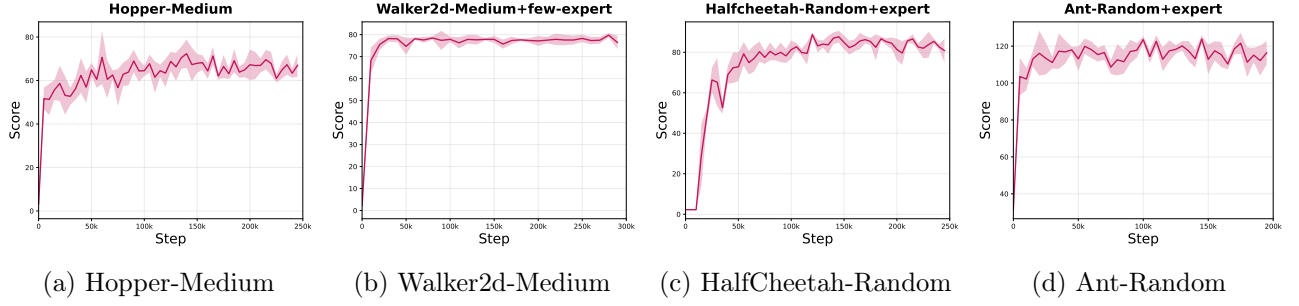 Hopper-Medium
Score
80
60
40
20
0
0
50k
100k
150k
200k
250k
Step
(a) Hopper-Medium
Walker2d-Medium+few-expert
Score
80
70
60
50
40
30
20
10
0
0
50k
100k
150k
200k
250k
300k
Step
(b) Walker2d-Medium
Halfcheetah-Random+expert
Score
80
60
40
20
0
0
50k
100k
150k
200k
250k
Step
(c) HalfCheetah-Random
Ant-Random+expert
Score
120
100
80
60
40
0
50k
100k
150k
200k
Step
(d) Ant-Random